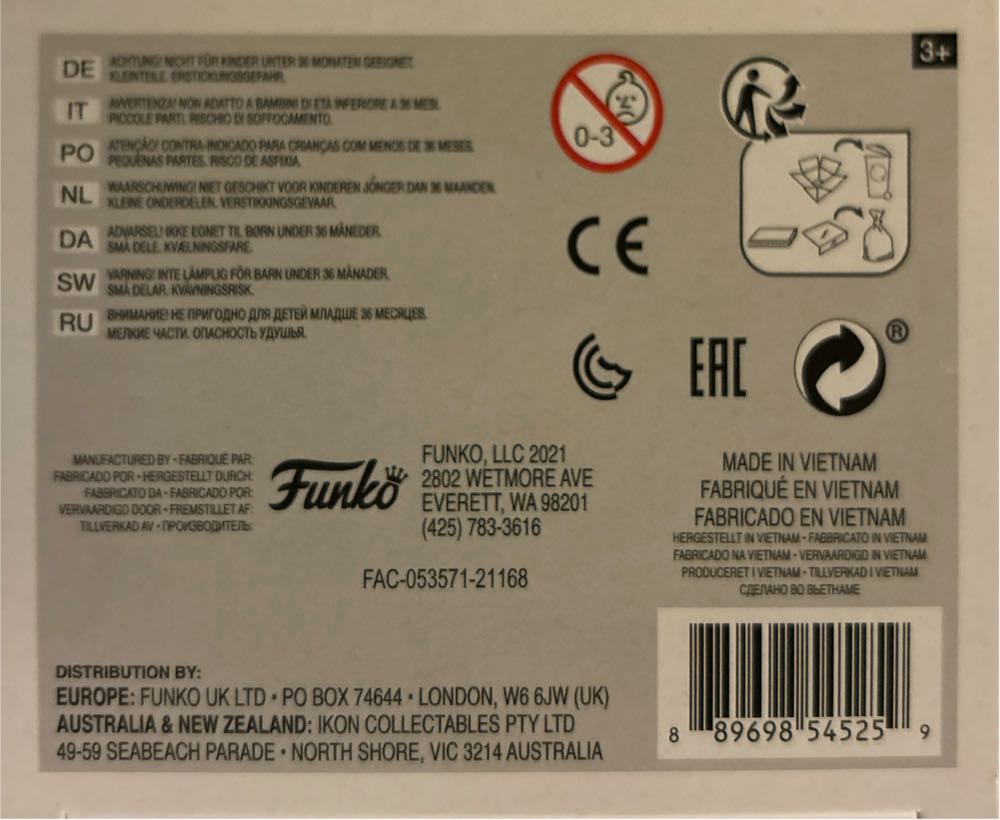 3+
DE ACHTUNG! NICHT FÜR KINDER UNTER 36 MONATEN GEEIGNET.
KLEINTEILE. ERSTICKUNGSGEFAHR.
IT AVVERTENZA! NON ADATTO A BAMBINI DI ETÀ INFERIORE A 36 MESI.
PICCOLE PARTI. RISCHIO DI SOFFOCAMENTO.
PO ATENÇÃO! CONTRA-INDICADO PARA CRIANÇAS COM MENOS DE 36 MESES.
PEQUENAS PARTES. RISCO DE ASFIXIA.
NL WAARSCHUWING! NIET GESCHIKT VOOR KINDEREN JONGER DAN 36 MAANDEN.
KLEINE ONDERDELEN. VERSTIKKINGSGEVAAR.
DA ADVARSEL! IKKE EGNET TIL BØRN UNDER 36 MÅNEDER.
SMÅ DELE. KVÆLNINGSFARE.
SW VARNING! INTE LÄMPLIG FÖR BARN UNDER 36 MÅNADER.
SMÅ DELAR. KVÄVNINGSRISK.
RU ВНИМАНИЕ! НЕ ПРИГОДНО ДЛЯ ДЕТЕЙ МЛАДШЕ 36 МЕСЯЦЕВ.
МЕЛКИЕ ЧАСТИ. ОПАСНОСТЬ УДУШЬЯ.
0-3
CE
EAC
®
MANUFACTURED BY • FABRIQUÉ PAR:
FABRICADO POR • HERGESTELLT DURCH:
FABBRICATO DA • FABRICADO POR:
VERVAARDIGD DOOR • FREMSTILLET AF:
TILLVERKAD AV • ПРОИЗВОДИТЕЛЬ:
Funko
FUNKO, LLC 2021
2802 WETMORE AVE
EVERETT, WA 98201
(425) 783-3616
FAC-053571-21168
MADE IN VIETNAM
FABRIQUÉ EN VIETNAM
FABRICADO EN VIETNAM
HERGESTELLT IN VIETNAM • FABBRICATO IN VIETNAM
FABRICADO NA VIETNAM • VERVAARDIGD IN VIETNAM
PRODUCERET I VIETNAM • TILLVERKAD I VIETNAM
СДЕЛАНО ВО ВЬЕТНАМЕ
DISTRIBUTION BY:
EUROPE: FUNKO UK LTD • PO BOX 74644 • LONDON, W6 6JW (UK)
AUSTRALIA & NEW ZEALAND: IKON COLLECTABLES PTY LTD
49-59 SEABEACH PARADE • NORTH SHORE, VIC 3214 AUSTRALIA
8 89698 54525 9